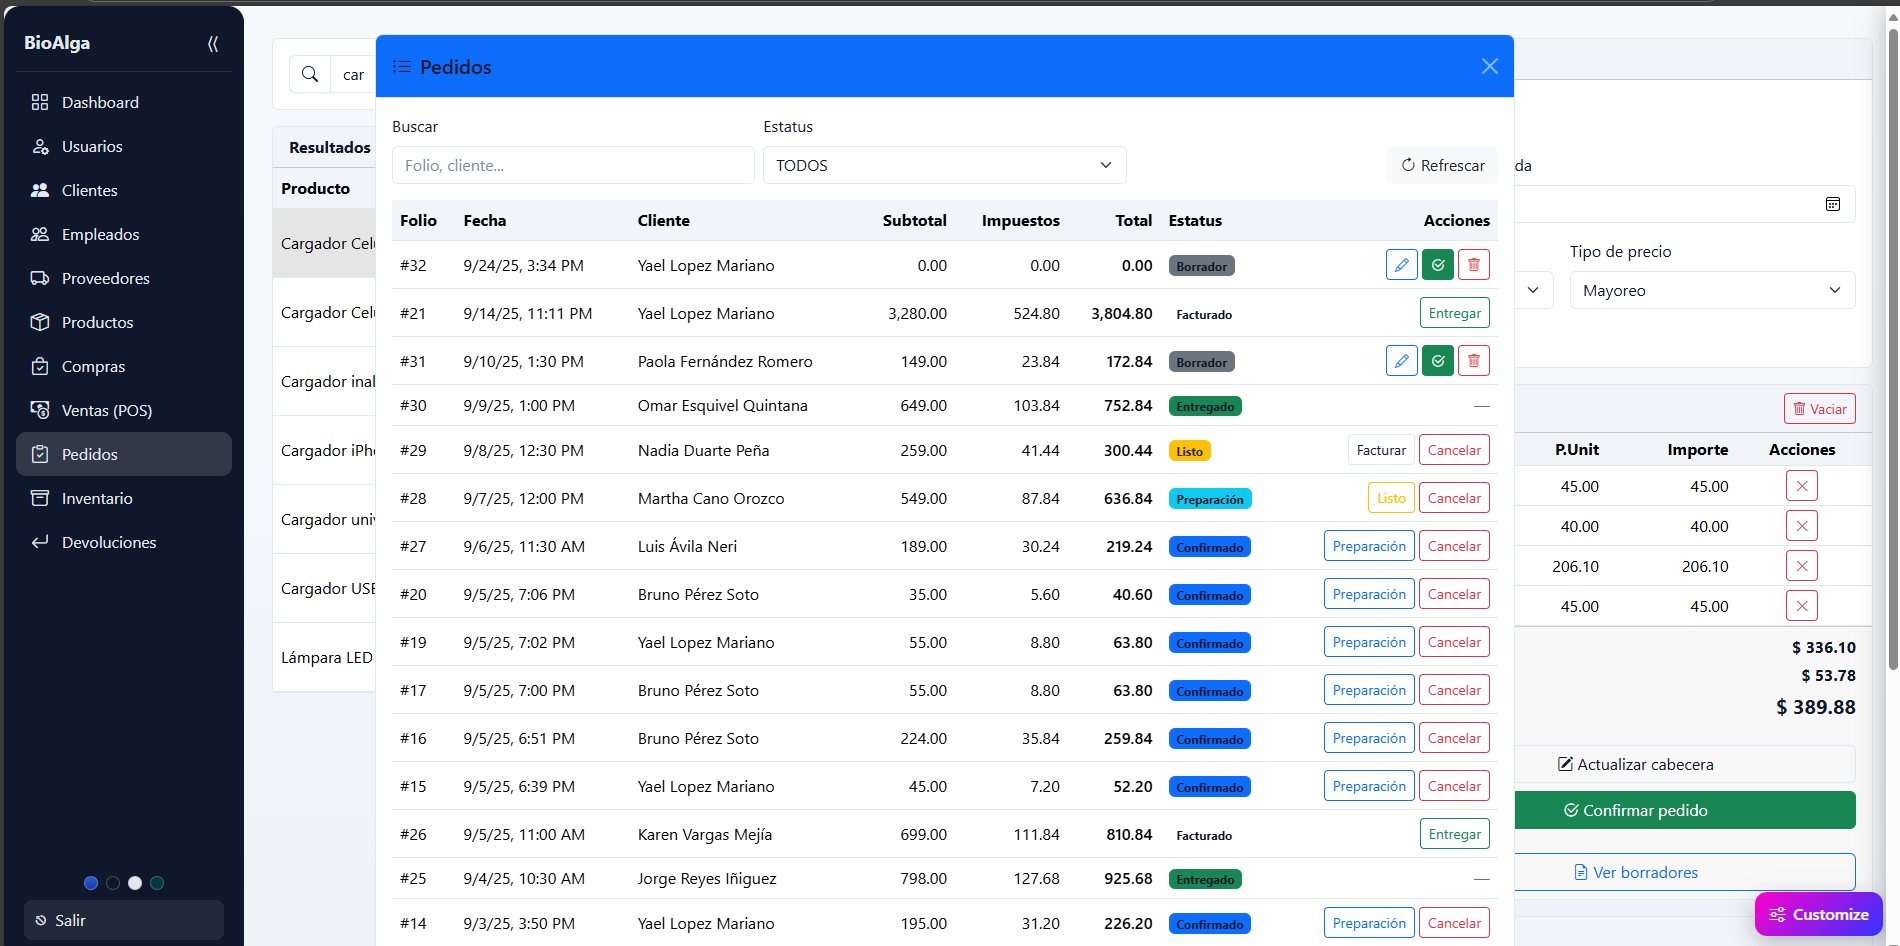 BioAlga
Dashboard
Usuarios
Clientes
Empleados
Proveedores
Productos
Compras
Ventas (POS)
Pedidos
Inventario
Devoluciones
Salir
car
Resultados
Producto
Cargador Cel
Cargador Cel
Cargador inal
Cargador iPh
Cargador univ
Cargador USB
Lámpara LED
Pedidos
Buscar
Estatus
Folio, cliente...
TODOS
Refrescar
Folio Fecha Cliente Subtotal Impuestos Total Estatus Acciones
#32 9/24/25, 3:34 PM Yael Lopez Mariano 0.00 0.00 0.00 Borrador
#21 9/14/25, 11:11 PM Yael Lopez Mariano 3,280.00 524.80 3,804.80 Facturado Entregar
#31 9/10/25, 1:30 PM Paola Fernández Romero 149.00 23.84 172.84 Borrador
#30 9/9/25, 1:00 PM Omar Esquivel Quintana 649.00 103.84 752.84 Entregado —
#29 9/8/25, 12:30 PM Nadia Duarte Peña 259.00 41.44 300.44 Listo Facturar Cancelar
#28 9/7/25, 12:00 PM Martha Cano Orozco 549.00 87.84 636.84 Preparación Listo Cancelar
#27 9/6/25, 11:30 AM Luis Ávila Neri 189.00 30.24 219.24 Confirmado Preparación Cancelar
#20 9/5/25, 7:06 PM Bruno Pérez Soto 35.00 5.60 40.60 Confirmado Preparación Cancelar
#19 9/5/25, 7:02 PM Yael Lopez Mariano 55.00 8.80 63.80 Confirmado Preparación Cancelar
#17 9/5/25, 7:00 PM Bruno Pérez Soto 55.00 8.80 63.80 Confirmado Preparación Cancelar
#16 9/5/25, 6:51 PM Bruno Pérez Soto 224.00 35.84 259.84 Confirmado Preparación Cancelar
#15 9/5/25, 6:39 PM Yael Lopez Mariano 45.00 7.20 52.20 Confirmado Preparación Cancelar
#26 9/5/25, 11:00 AM Karen Vargas Mejía 699.00 111.84 810.84 Facturado Entregar
#25 9/4/25, 10:30 AM Jorge Reyes Iñiguez 798.00 127.68 925.68 Entregado —
#14 9/3/25, 3:50 PM Yael Lopez Mariano 195.00 31.20 226.20 Confirmado Preparación Cancelar
da
Tipo de precio
Mayoreo
Vaciar
P.Unit Importe Acciones
45.00 45.00
40.00 40.00
206.10 206.10
45.00 45.00
$ 336.10
$ 53.78
$ 389.88
Actualizar cabecera
Confirmar pedido
Ver borradores
Customize